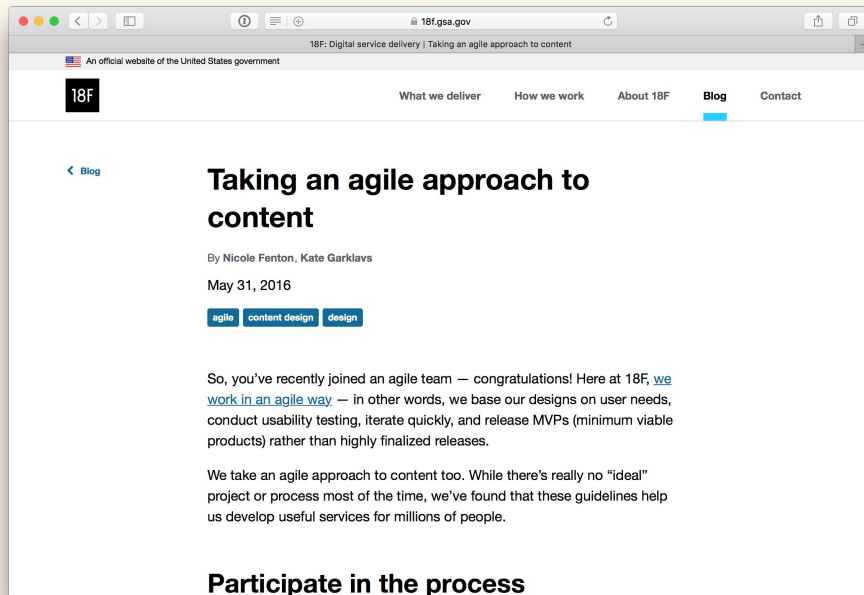 18f.gsa.gov
18F: Digital service delivery | Taking an agile approach to content
An official website of the United States government
18F
What we deliver
How we work
About 18F
Blog
Contact
Blog
Taking an agile approach to
content
By Nicole Fenton, Kate Garklavs
May 31, 2016
agile content design design
So, you’ve recently joined an agile team — congratulations! Here at 18F, we
work in an agile way — in other words, we base our designs on user needs,
conduct usability testing, iterate quickly, and release MVPs (minimum viable
products) rather than highly finalized releases.
We take an agile approach to content too. While there’s really no “ideal”
project or process most of the time, we’ve found that these guidelines help
us develop useful services for millions of people.
Participate in the process